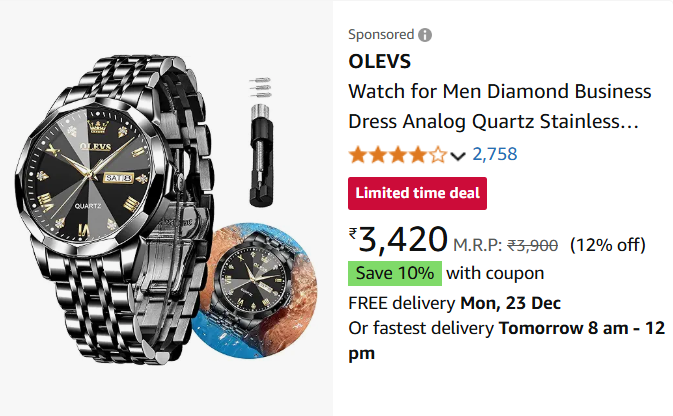 Sponsored
OLEVS
Watch for Men Diamond Business
Dress Analog Quartz Stainless…
2,758
Limited time deal
₹3,420 M.R.P: ₹3,900 (12% off)
Save 10% with coupon
FREE delivery Mon, 23 Dec
Or fastest delivery Tomorrow 8 am - 12
pm
OLEVS
SAT 8
QUARTZ